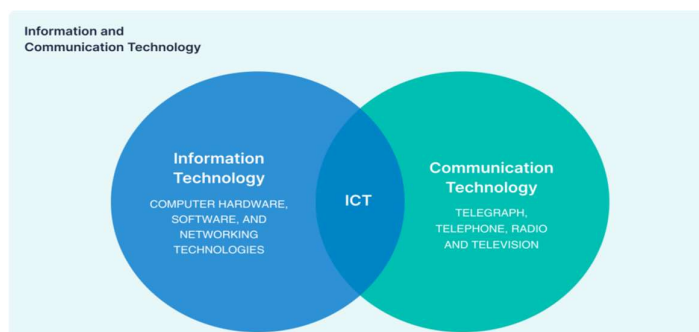 Information and
Communication Technology
Information
Technology
COMPUTER HARDWARE,
SOFTWARE, AND
NETWORKING
TECHNOLOGIES
ICT
Communication
Technology
TELEGRAPH,
TELEPHONE, RADIO
AND TELEVISION